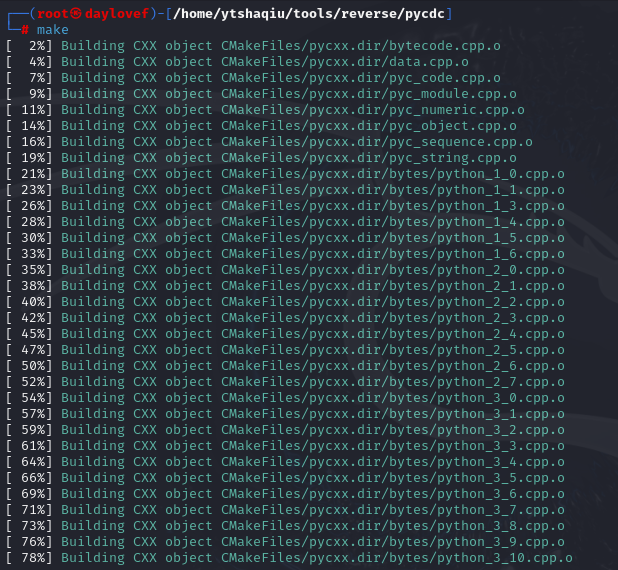 ┌──(root㉿daylovef)-[/home/ytshaqiu/tools/reverse/pycdc]
└─# make
[  2%] Building CXX object CMakeFiles/pycxx.dir/bytecode.cpp.o
[  4%] Building CXX object CMakeFiles/pycxx.dir/data.cpp.o
[  7%] Building CXX object CMakeFiles/pycxx.dir/pyc_code.cpp.o
[  9%] Building CXX object CMakeFiles/pycxx.dir/pyc_module.cpp.o
[ 11%] Building CXX object CMakeFiles/pycxx.dir/pyc_numeric.cpp.o
[ 14%] Building CXX object CMakeFiles/pycxx.dir/pyc_object.cpp.o
[ 16%] Building CXX object CMakeFiles/pycxx.dir/pyc_sequence.cpp.o
[ 19%] Building CXX object CMakeFiles/pycxx.dir/pyc_string.cpp.o
[ 21%] Building CXX object CMakeFiles/pycxx.dir/bytes/python_1_0.cpp.o
[ 23%] Building CXX object CMakeFiles/pycxx.dir/bytes/python_1_1.cpp.o
[ 26%] Building CXX object CMakeFiles/pycxx.dir/bytes/python_1_3.cpp.o
[ 28%] Building CXX object CMakeFiles/pycxx.dir/bytes/python_1_4.cpp.o
[ 30%] Building CXX object CMakeFiles/pycxx.dir/bytes/python_1_5.cpp.o
[ 33%] Building CXX object CMakeFiles/pycxx.dir/bytes/python_1_6.cpp.o
[ 35%] Building CXX object CMakeFiles/pycxx.dir/bytes/python_2_0.cpp.o
[ 38%] Building CXX object CMakeFiles/pycxx.dir/bytes/python_2_1.cpp.o
[ 40%] Building CXX object CMakeFiles/pycxx.dir/bytes/python_2_2.cpp.o
[ 42%] Building CXX object CMakeFiles/pycxx.dir/bytes/python_2_3.cpp.o
[ 45%] Building CXX object CMakeFiles/pycxx.dir/bytes/python_2_4.cpp.o
[ 47%] Building CXX object CMakeFiles/pycxx.dir/bytes/python_2_5.cpp.o
[ 50%] Building CXX object CMakeFiles/pycxx.dir/bytes/python_2_6.cpp.o
[ 52%] Building CXX object CMakeFiles/pycxx.dir/bytes/python_2_7.cpp.o
[ 54%] Building CXX object CMakeFiles/pycxx.dir/bytes/python_3_0.cpp.o
[ 57%] Building CXX object CMakeFiles/pycxx.dir/bytes/python_3_1.cpp.o
[ 59%] Building CXX object CMakeFiles/pycxx.dir/bytes/python_3_2.cpp.o
[ 61%] Building CXX object CMakeFiles/pycxx.dir/bytes/python_3_3.cpp.o
[ 64%] Building CXX object CMakeFiles/pycxx.dir/bytes/python_3_4.cpp.o
[ 66%] Building CXX object CMakeFiles/pycxx.dir/bytes/python_3_5.cpp.o
[ 69%] Building CXX object CMakeFiles/pycxx.dir/bytes/python_3_6.cpp.o
[ 71%] Building CXX object CMakeFiles/pycxx.dir/bytes/python_3_7.cpp.o
[ 73%] Building CXX object CMakeFiles/pycxx.dir/bytes/python_3_8.cpp.o
[ 76%] Building CXX object CMakeFiles/pycxx.dir/bytes/python_3_9.cpp.o
[ 78%] Building CXX object CMakeFiles/pycxx.dir/bytes/python_3_10.cpp.o